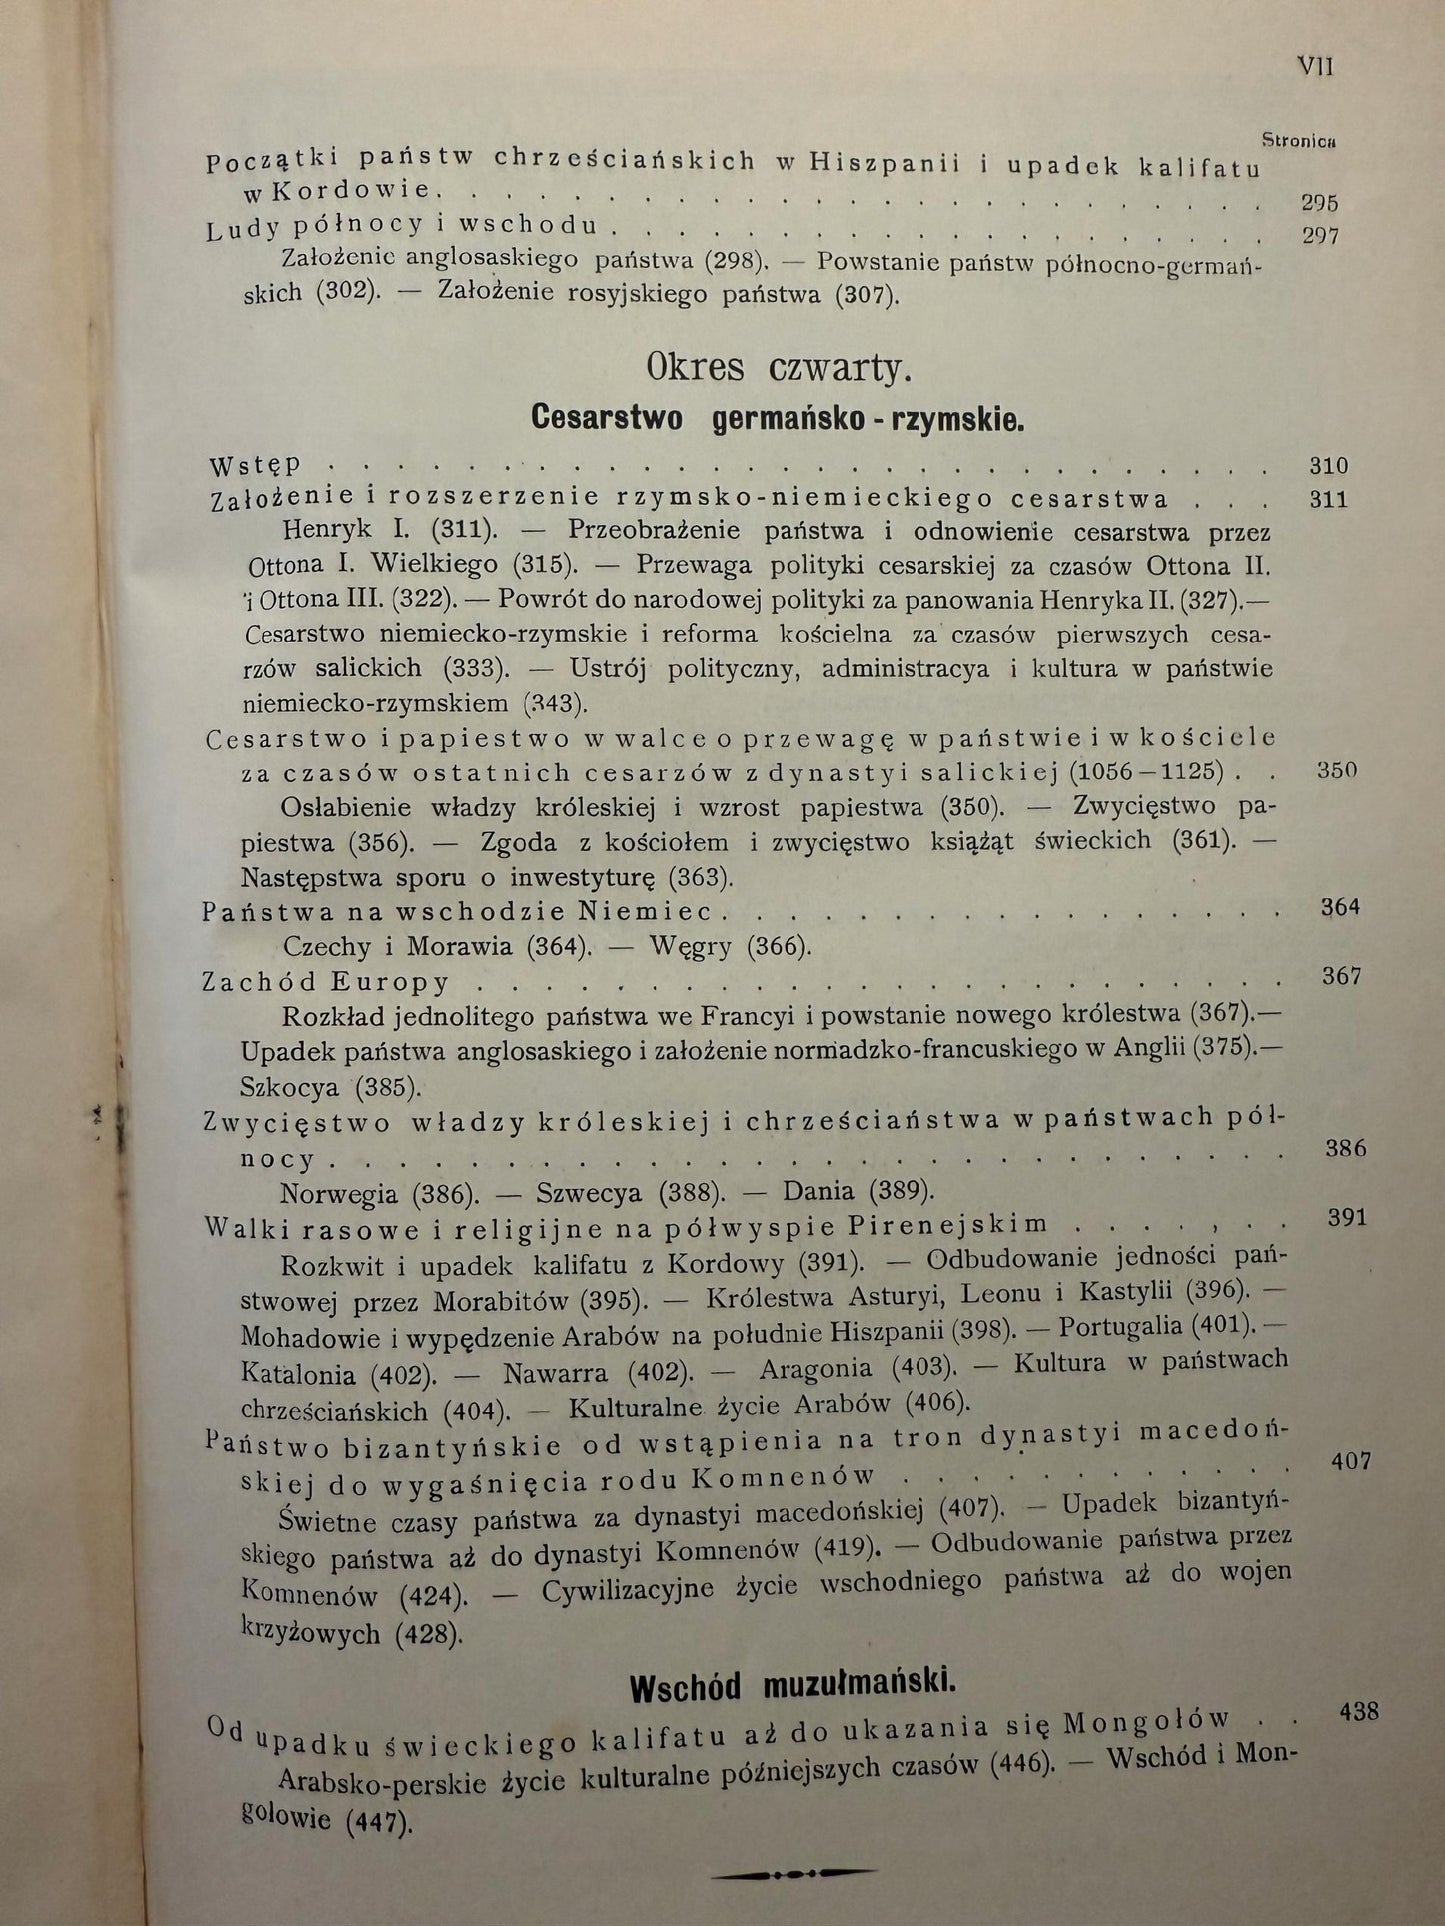 VII
Stronica
Początki państw chrześciańskich w Hiszpanii i upadek kalifatu
w Kordowie. . . . . . . . . . . . . . . . . . . . . . . . 295
Ludy północy i wschodu . . . . . . . . . . . . . . . . . . . 297
Założenie anglosaskiego państwa (298). — Powstanie państw północno-germań-
skich (302). — Założenie rosyjskiego państwa (307).
Okres czwarty.
Cesarstwo germańsko-rzymskie.
Wstęp . . . . . . . . . . . . . . . . . . . . . . . . . . . 310
Założenie i rozszerzenie rzymsko-niemieckiego cesarstwa . . . 311
Henryk I. (311). — Przeobrażenie państwa i odnowienie cesarstwa przez
Ottona I. Wielkiego (315). — Przewaga polityki cesarskiej za czasów Ottona II.
i Ottona III. (322). — Powrót do narodowej polityki za panowania Henryka II. (327).—
Cesarstwo niemiecko-rzymskie i reforma kościelna za czasów pierwszych cesa-
rzów salickich (333). — Ustrój polityczny, administracya i kultura w państwie
niemiecko-rzymskiem (343).
Cesarstwo i papiestwo w walce o przewagę w państwie i w kościele
za czasów ostatnich cesarzów z dynastyi salickiej (1056—1125) . . 350
Osłabienie władzy króleskiej i wzrost papiestwa (350). — Zwycięstwo pa-
piestwa (356). — Zgoda z kościołem i zwycięstwo książąt świeckich (361). —
Następstwa sporu o inwestyturę (363).
Państwa na wschodzie Niemiec . . . . . . . . . . . . . . . . . 364
Czechy i Morawia (364). — Węgry (366).
Zachód Europy . . . . . . . . . . . . . . . . . . . . . . . . 367
Rozkład jednolitego państwa we Francyi i powstanie nowego królestwa (367).—
Upadek państwa anglosaskiego i założenie normadzko-francuskiego w Anglii (375).—
Szkocya (385).
Zwycięstwo władzy króleskiej i chrześciaństwa w państwach pół-
nocy . . . . . . . . . . . . . . . . . . . . . . . . . . . . 386
Norwegia (386). — Szwecya (388). — Dania (389).
Walki rasowe i religijne na półwyspie Pirenejskim . . . . , . . 391
Rozkwit i upadek kalifatu z Kordowy (391). — Odbudowanie jedności pań-
stwowej przez Morabitów (395). — Królestwa Asturyi, Leonu i Kastylii (396). —
Mohadowie i wypędzenie Arabów na południe Hiszpanii (398). — Portugalia (401). —
Katalonia (402). — Nawarra (402). — Aragonia (403). — Kultura w państwach
chrześciańskich (404). — Kulturalne życie Arabów (406).
Państwo bizantyńskie od wstąpienia na tron dynastyi macedoń-
skiej do wygaśnięcia rodu Komnenów . . . . . . . . . . . . 407
Świetne czasy państwa za dynastyi macedońskiej (407). — Upadek bizantyń-
skiego państwa aż do dynastyi Komnenów (419). — Odbudowanie państwa przez
Komnenów (424). — Cywilizacyjne życie wschodniego państwa aż do wojen
krzyżowych (428).
Wschód muzułmański.
Od upadku świeckiego kalifatu aż do ukazania się Mongołów . . 438
Arabsko-perskie życie kulturalne późniejszych czasów (446). — Wschód i Mon-
golowie (447).